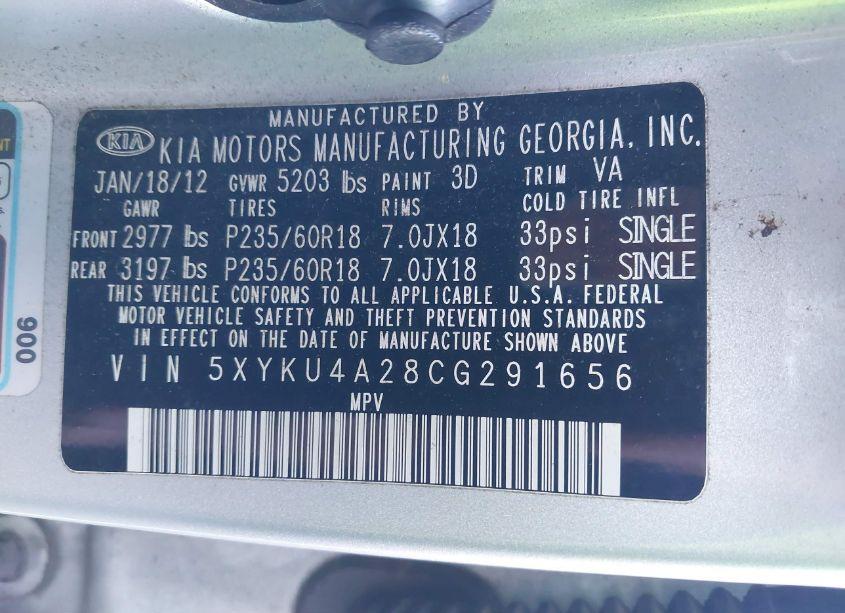 MANUFACTURED BY
KIA KIA MOTORS MANUFACTURING GEORGIA, INC.
JAN/18/12 GVWR 5203 lbs PAINT 3D TRIM VA
GAWR TIRES RIMS COLD TIRE INFL
FRONT 2977 lbs P235/60R18 7.0JX18 33psi SINGLE
REAR 3197 lbs P235/60R18 7.0JX18 33psi SINGLE
THIS VEHICLE CONFORMS TO ALL APPLICABLE U.S.A. FEDERAL
MOTOR VEHICLE SAFETY AND THEFT PREVENTION STANDARDS
IN EFFECT ON THE DATE OF MANUFACTURE SHOWN ABOVE
VIN 5XYKU4A28CG291656
MPV
006